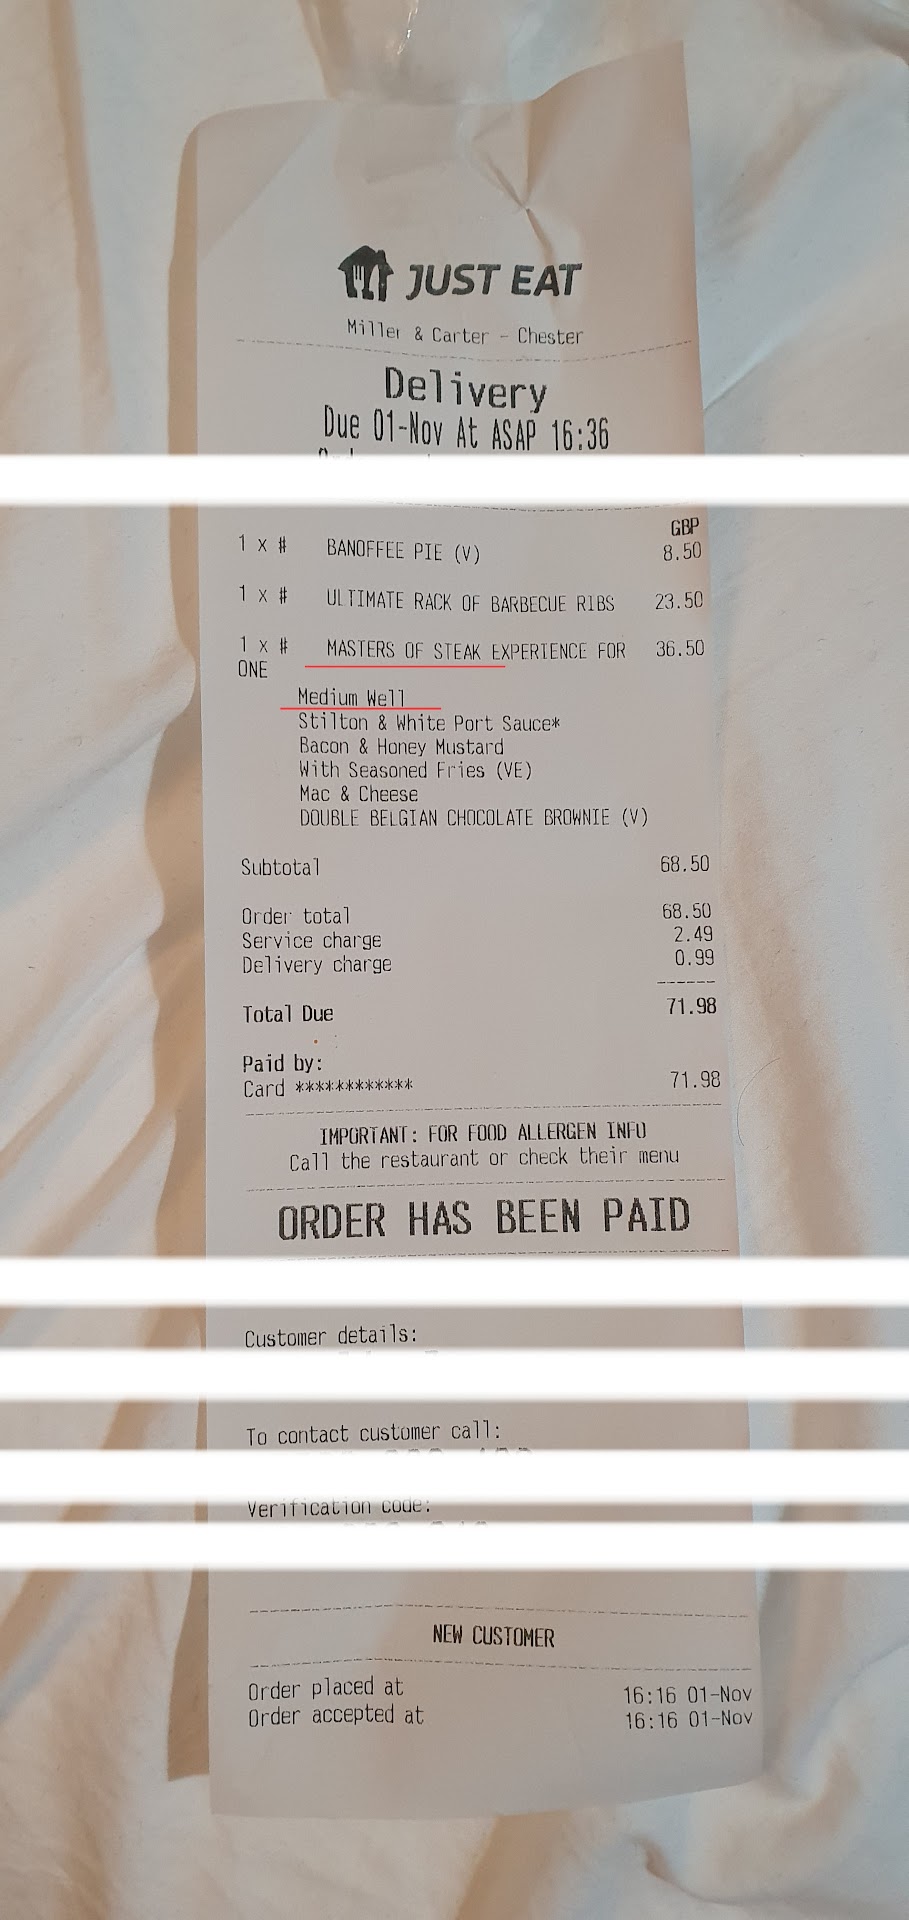 JUST EAT
Miller & Carter - Chester
Delivery
Due 01-Nov At ASAP 16:36
GBP
1 x # BANOFFEE PIE (V) 8.50
1 x # ULTIMATE RACK OF BARBECUE RIBS 23.50
1 x # MASTERS OF STEAK EXPERIENCE FOR 36.50
ONE
Medium Well
Stilton & White Port Sauce*
Bacon & Honey Mustard
With Seasoned Fries (VE)
Mac & Cheese
DOUBLE BELGIAN CHOCOLATE BROWNIE (V)
Subtotal 68.50
Order total 68.50
Service charge 2.49
Delivery charge 0.99
------
Total Due 71.98
Paid by:
Card ************ 71.98
IMPORTANT: FOR FOOD ALLERGEN INFO
Call the restaurant or check their menu
ORDER HAS BEEN PAID
Customer details:
To contact customer call:
Verification code:
NEW CUSTOMER
Order placed at 16:16 01-Nov
Order accepted at 16:16 01-Nov